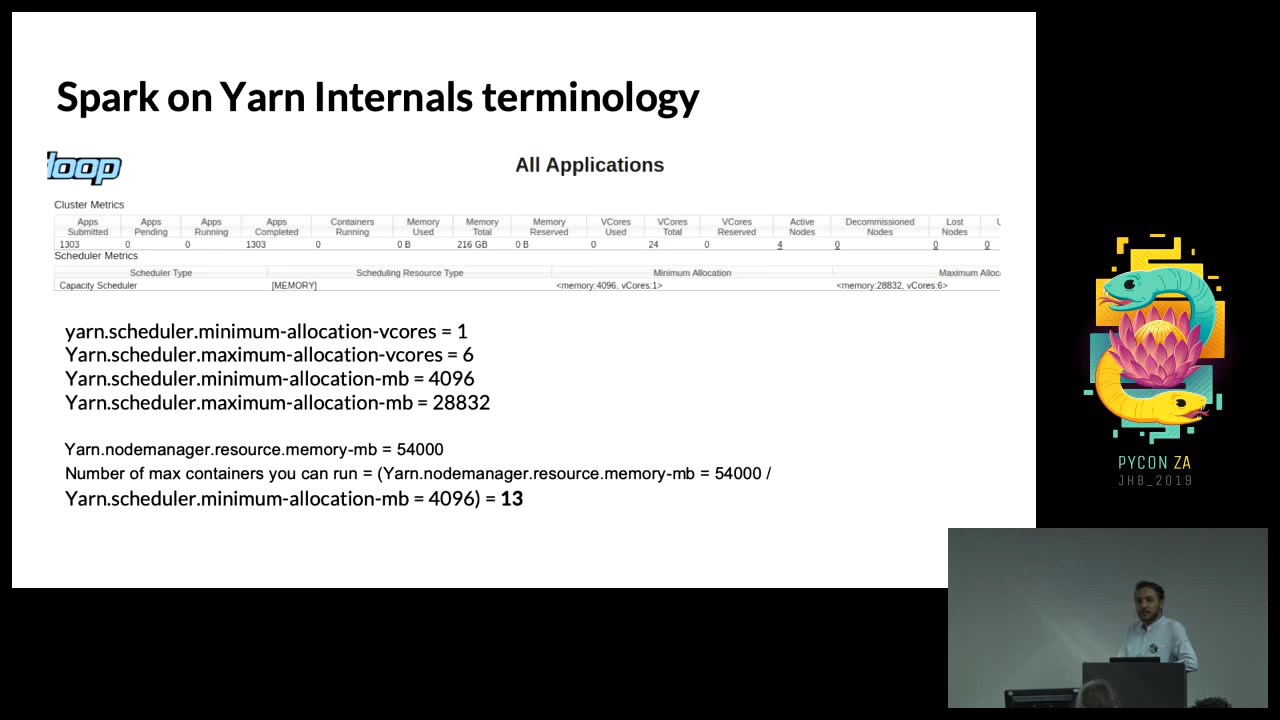 Spark on Yarn Internals terminology
loop
All Applications
Cluster Metrics
Apps Submitted Apps Pending Apps Running Apps Completed Containers Running Memory Used Memory Total Memory Reserved VCores Used VCores Total VCores Reserved Active Nodes Decommissioned Nodes Lost Nodes U
1303 0 0 1303 0 0 B 216 GB 0 B 0 24 0 4 0 0 0
Scheduler Metrics
Scheduler Type Scheduling Resource Type Minimum Allocation Maximum Alloc
Capacity Scheduler [MEMORY] <memory:4096, vCores:1> <memory:28832, vCores:6>
yarn.scheduler.minimum-allocation-vcores = 1
Yarn.scheduler.maximum-allocation-vcores = 6
Yarn.scheduler.minimum-allocation-mb = 4096
Yarn.scheduler.maximum-allocation-mb = 28832
Yarn.nodemanager.resource.memory-mb = 54000
Number of max containers you can run = (Yarn.nodemanager.resource.memory-mb = 54000 /
Yarn.scheduler.minimum-allocation-mb = 4096) = 13
PYCON ZA
JHB_2019